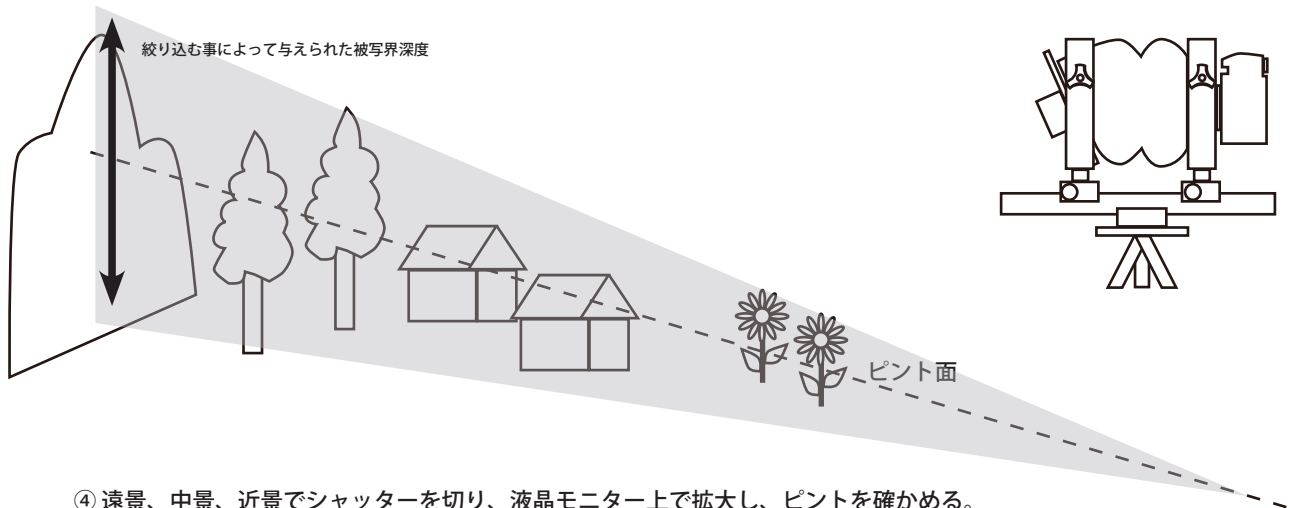 絞り込む事によって与えられた被写界深度
ピント面
④ 遠景、中景、近景でシャッターを切り、液晶モニター上で拡大し、ピントを確かめる。